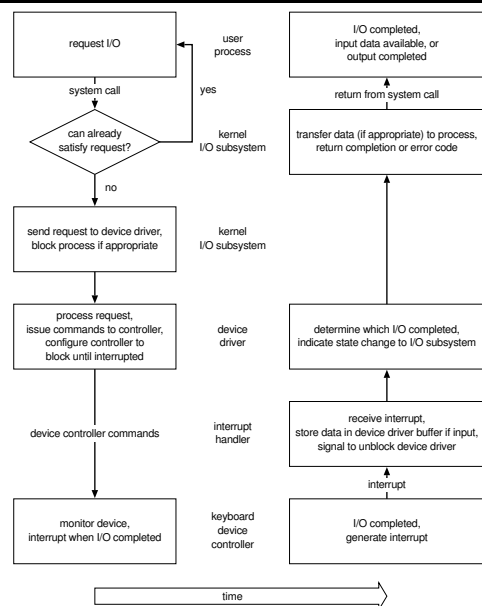 request I/O
system call
yes
can already
satisfy request?
no
send request to device driver,
block process if appropriate
process request,
issue commands to controller,
configure controller to
block until interrupted
device controller commands
monitor device,
interrupt when I/O completed
user
process
kernel
I/O subsystem
kernel
I/O subsystem
device
driver
interrupt
handler
keyboard
device
controller
I/O completed,
input data available, or
output completed
return from system call
transfer data (if appropriate) to process,
return completion or error code
determine which I/O completed,
indicate state change to I/O subsystem
receive interrupt,
store data in device driver buffer if input,
signal to unblock device driver
interrupt
I/O completed,
generate interrupt
time